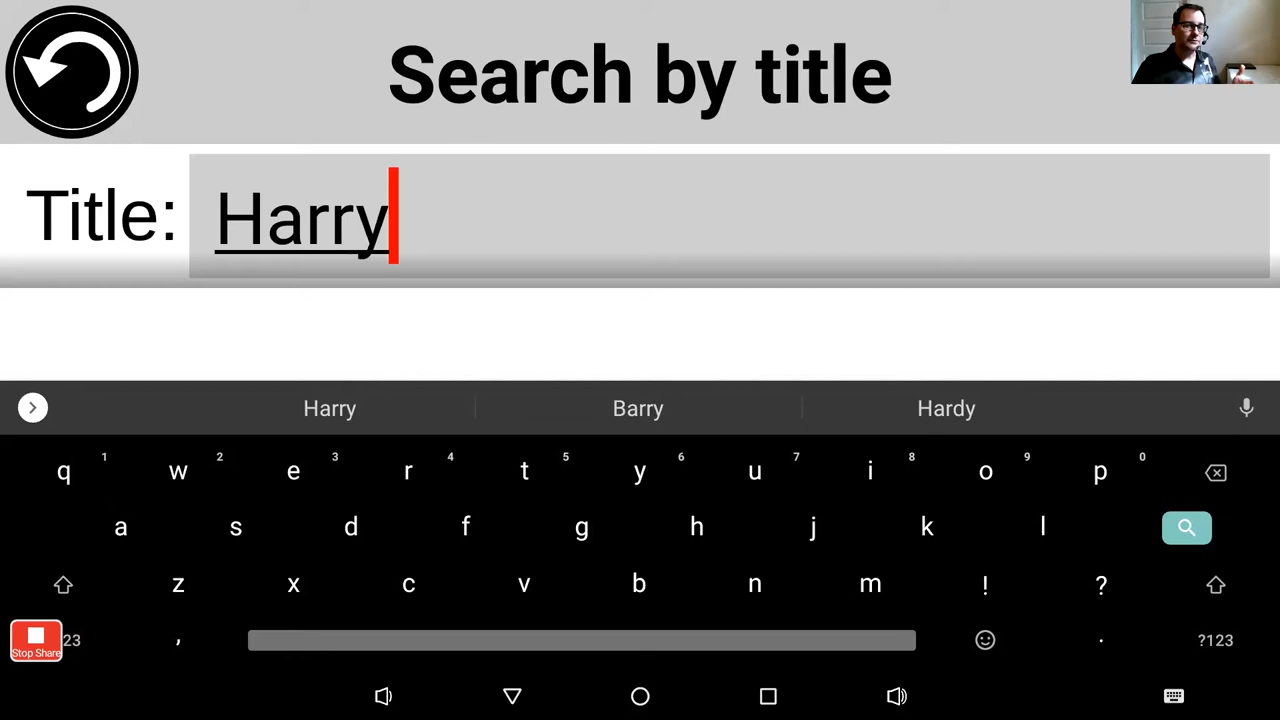 Search by title
Title: Harry
Harry Barry Hardy
q 1 w 2 e 3 r 4 t 5 y 6 u 7 i 8 o 9 p 0
a s d f g h j k l
z x c v b n m ! ?
Stop Share 23 , . ?123